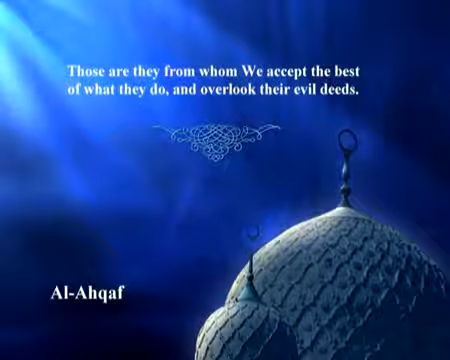 Those are they from whom We accept the best
of what they do, and overlook their evil deeds.
Al-Ahqaf